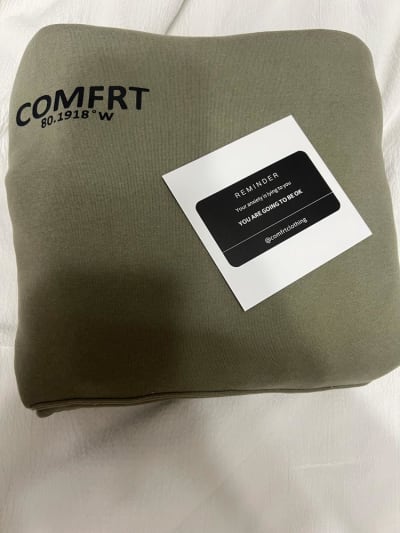 COMFRT
80.1918°W
REMINDER
Your anxiety is lying to you
YOU ARE GOING TO BE OK
@comfrtclothing